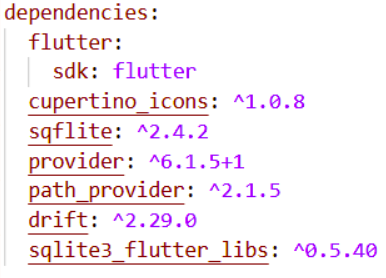 dependencies:
  flutter:
    sdk: flutter
  cupertino_icons: ^1.0.8
  sqflite: ^2.4.2
  provider: ^6.1.5+1
  path_provider: ^2.1.5
  drift: ^2.29.0
  sqlite3_flutter_libs: ^0.5.40